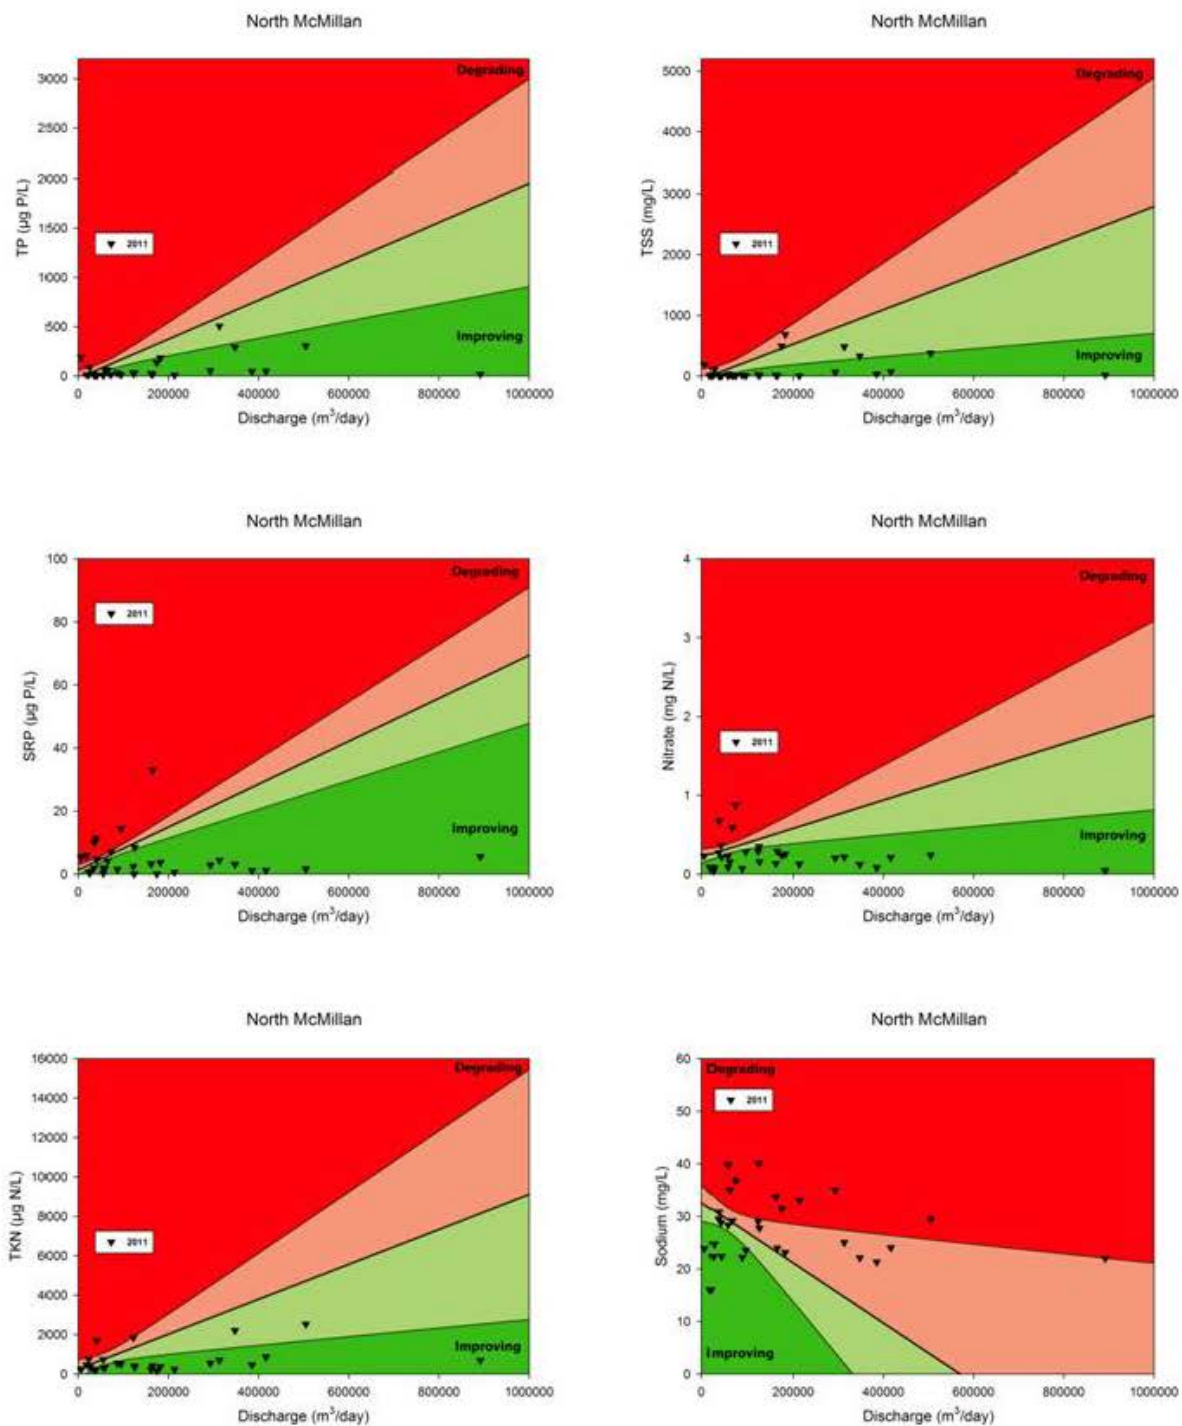 North McMillan
North McMillan
3000
2500
2000
1500
1000
500
0
TP (µg P/L)
Degrading
2011
Improving
0 200000 400000 600000 800000 1000000
Discharge (m³/day)
5000
4000
3000
2000
1000
0
TSS (mg/L)
Degrading
2011
Improving
0 200000 400000 600000 800000 1000000
Discharge (m³/day)
North McMillan
North McMillan
100
80
60
40
20
0
SRP (µg P/L)
Degrading
2011
Improving
0 200000 400000 600000 800000 1000000
Discharge (m³/day)
4
3
2
1
0
Nitrate (mg N/L)
Degrading
2011
Improving
0 200000 400000 600000 800000 1000000
Discharge (m³/day)
North McMillan
North McMillan
16000
14000
12000
10000
8000
6000
4000
2000
0
TKN (µg N/L)
Degrading
2011
Improving
0 200000 400000 600000 800000 1000000
Discharge (m³/day)
60
50
40
30
20
10
0
Sodium (mg/L)
Degrading
2011
Improving
0 200000 400000 600000 800000 1000000
Discharge (m³/day)